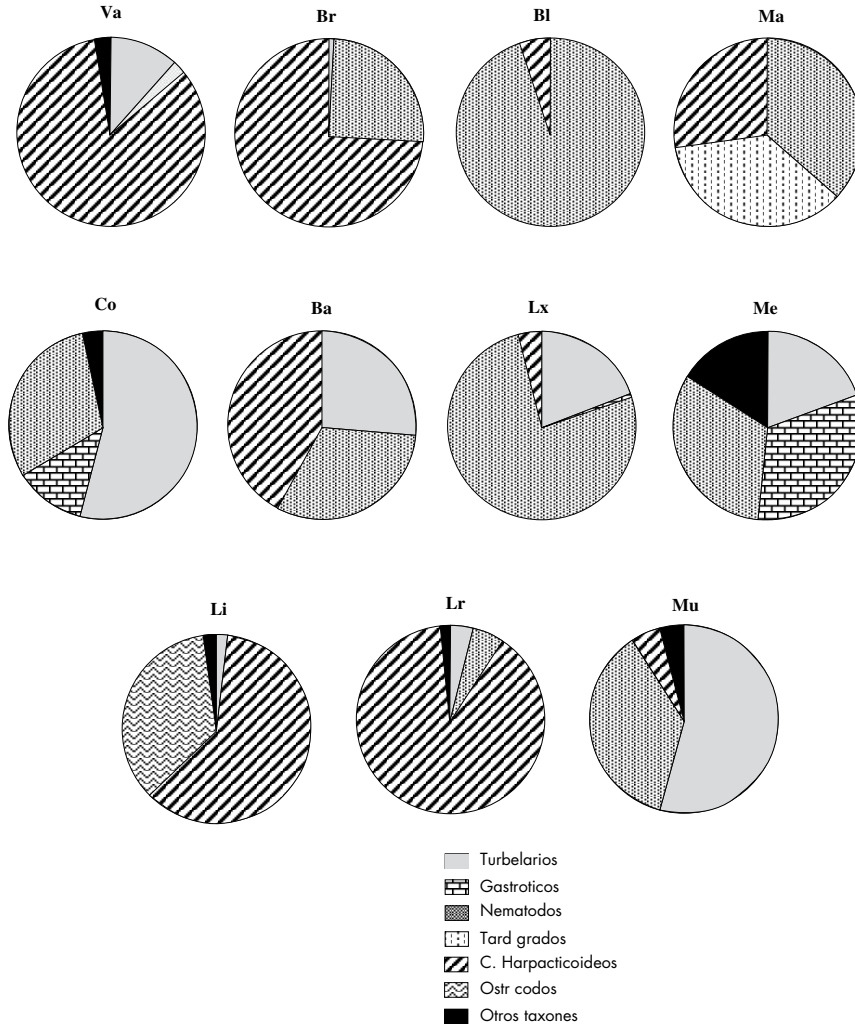 Va
Br
Bl
Ma
Co
Ba
Lx
Me
Li
Lr
Mu
Turbelarios
Gastroticos
Nematodos
Tard grados
C. Harpacticoideos
Ostr codos
Otros taxones